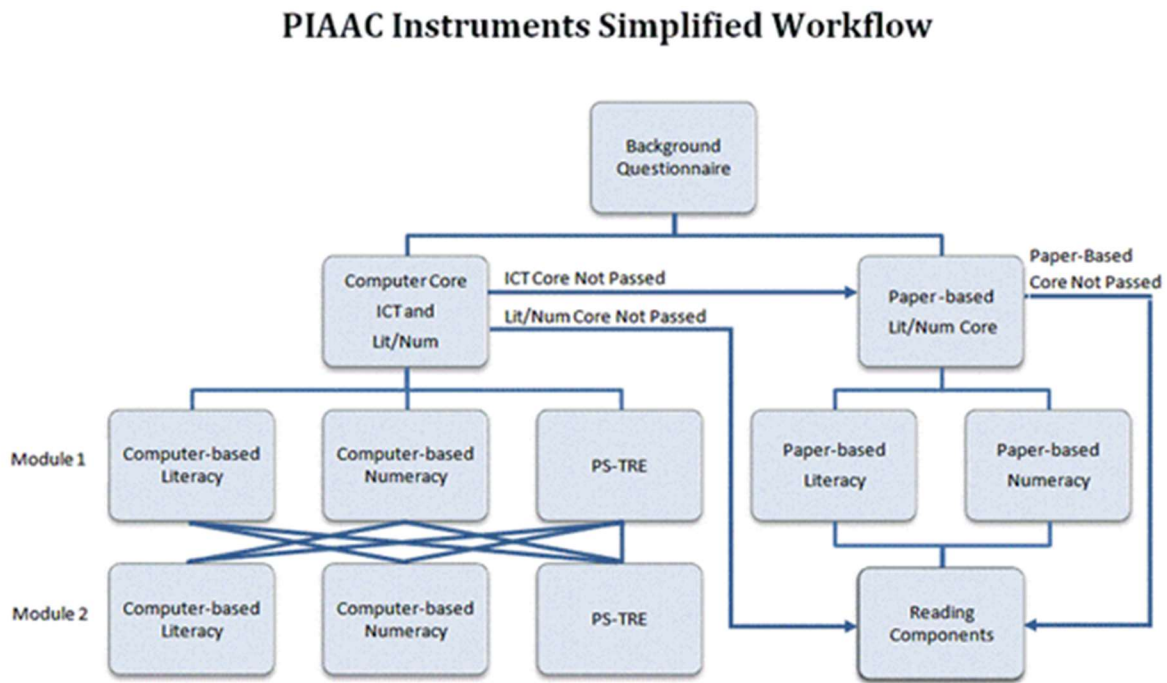 PIAAC Instruments Simplified Workflow
Background
Questionnaire
Computer Core
ICT and
Lit/Num
ICT Core Not Passed
Lit/Num Core Not Passed
Paper-based
Lit/Num Core
Paper-Based
Core Not Passed
Module 1
Computer-based
Literacy
Computer-based
Numeracy
PS-TRE
Paper-based
Literacy
Paper-based
Numeracy
Module 2
Computer-based
Literacy
Computer-based
Numeracy
PS-TRE
Reading
Components